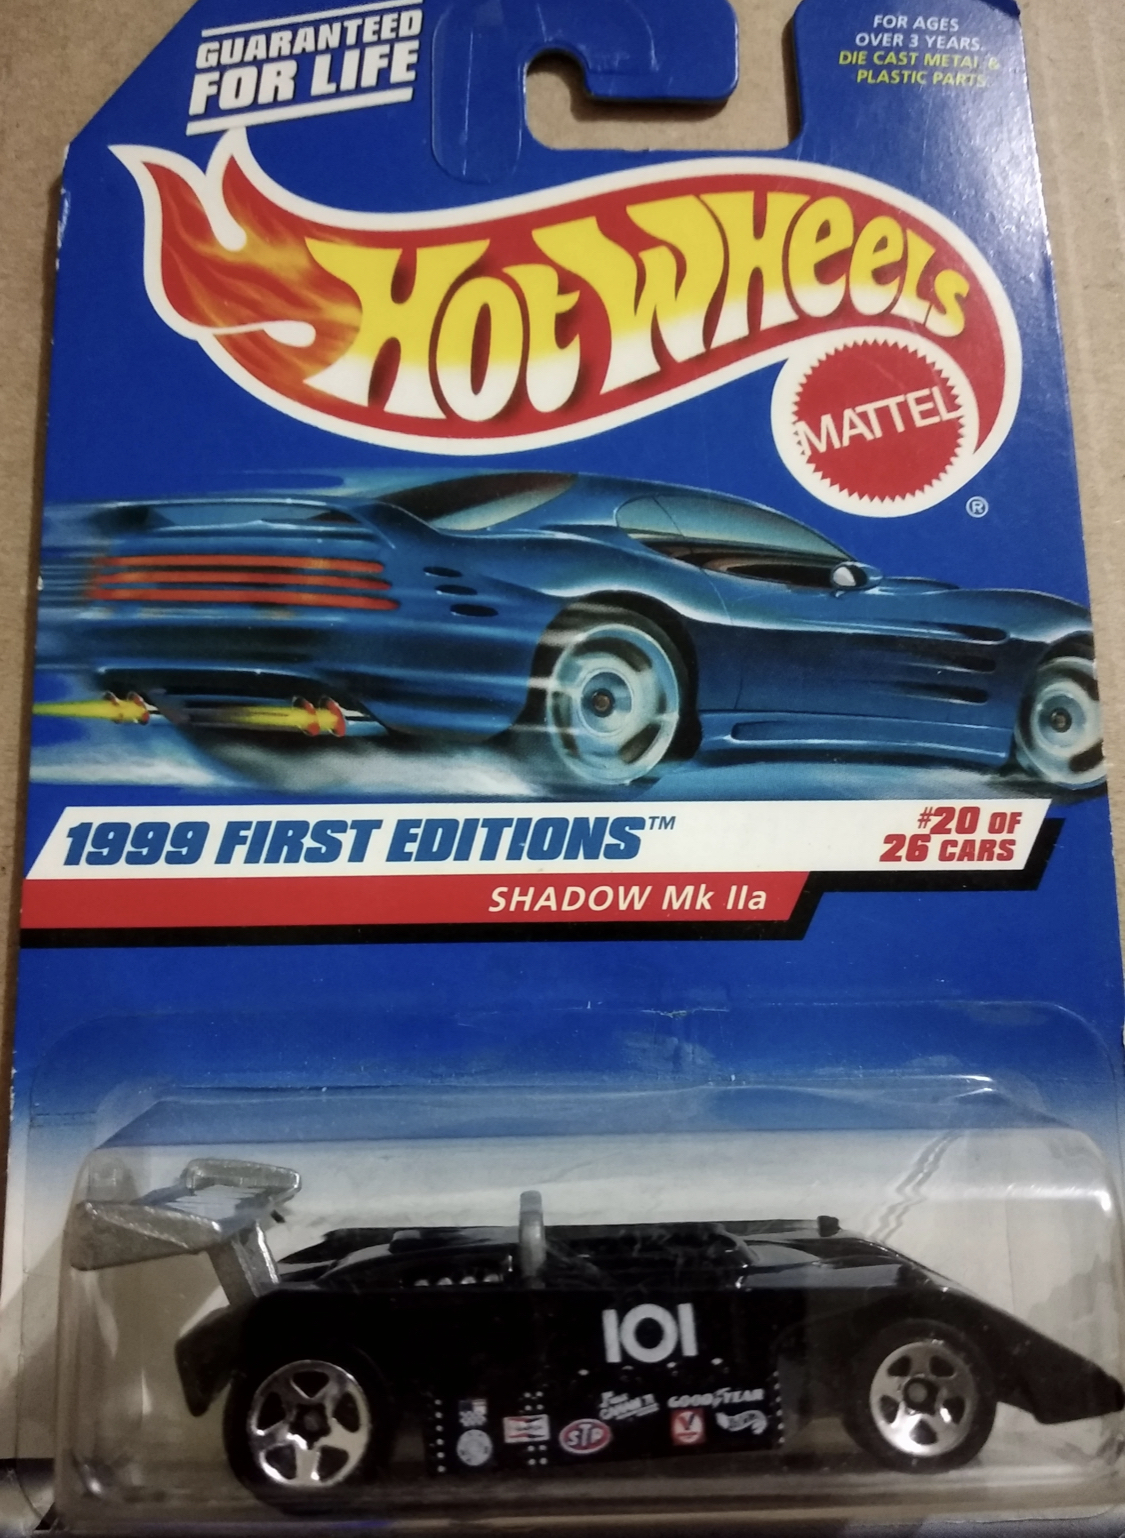 GUARANTEED
FOR LIFE
FOR AGES
OVER 3 YEARS.
DIE CAST METAL &
PLASTIC PARTS
HOT WHEELS
MATTEL
®
1999 FIRST EDITIONS™
#20 OF
26 CARS
SHADOW Mk IIa
101
GOODYEAR
STP
V